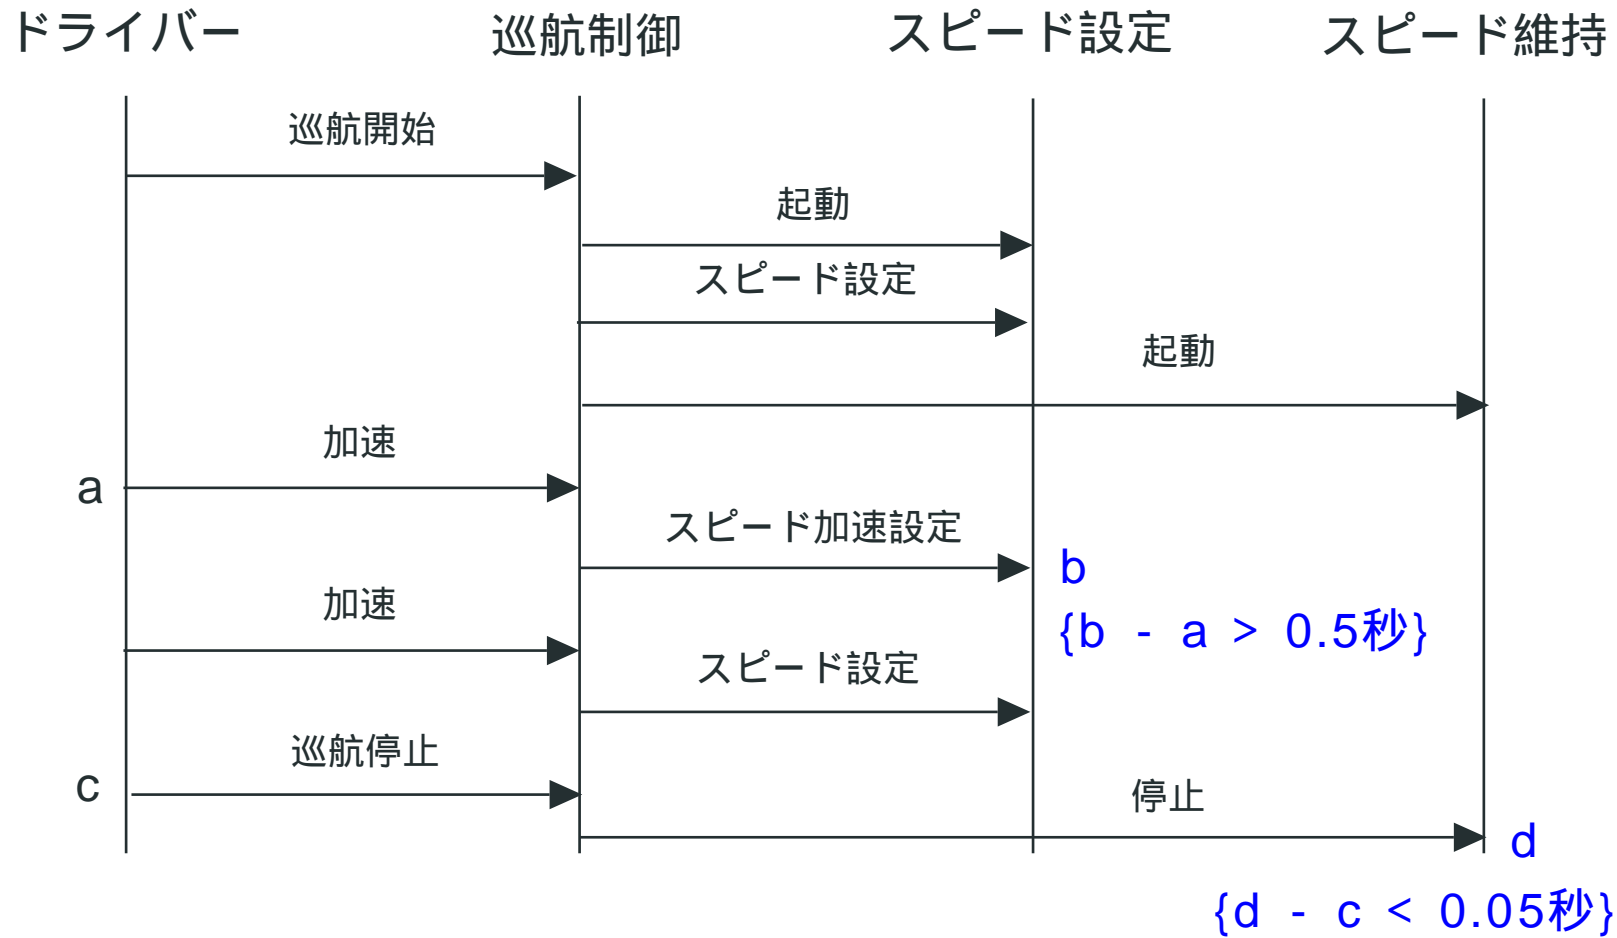 ドライバー
巡航制御
スピード設定
スピード維持
巡航開始
起動
スピード設定
起動
加速
a
スピード加速設定
b
加速
{b - a > 0.5秒}
スピード設定
巡航停止
c
停止
d
{d - c < 0.05秒}